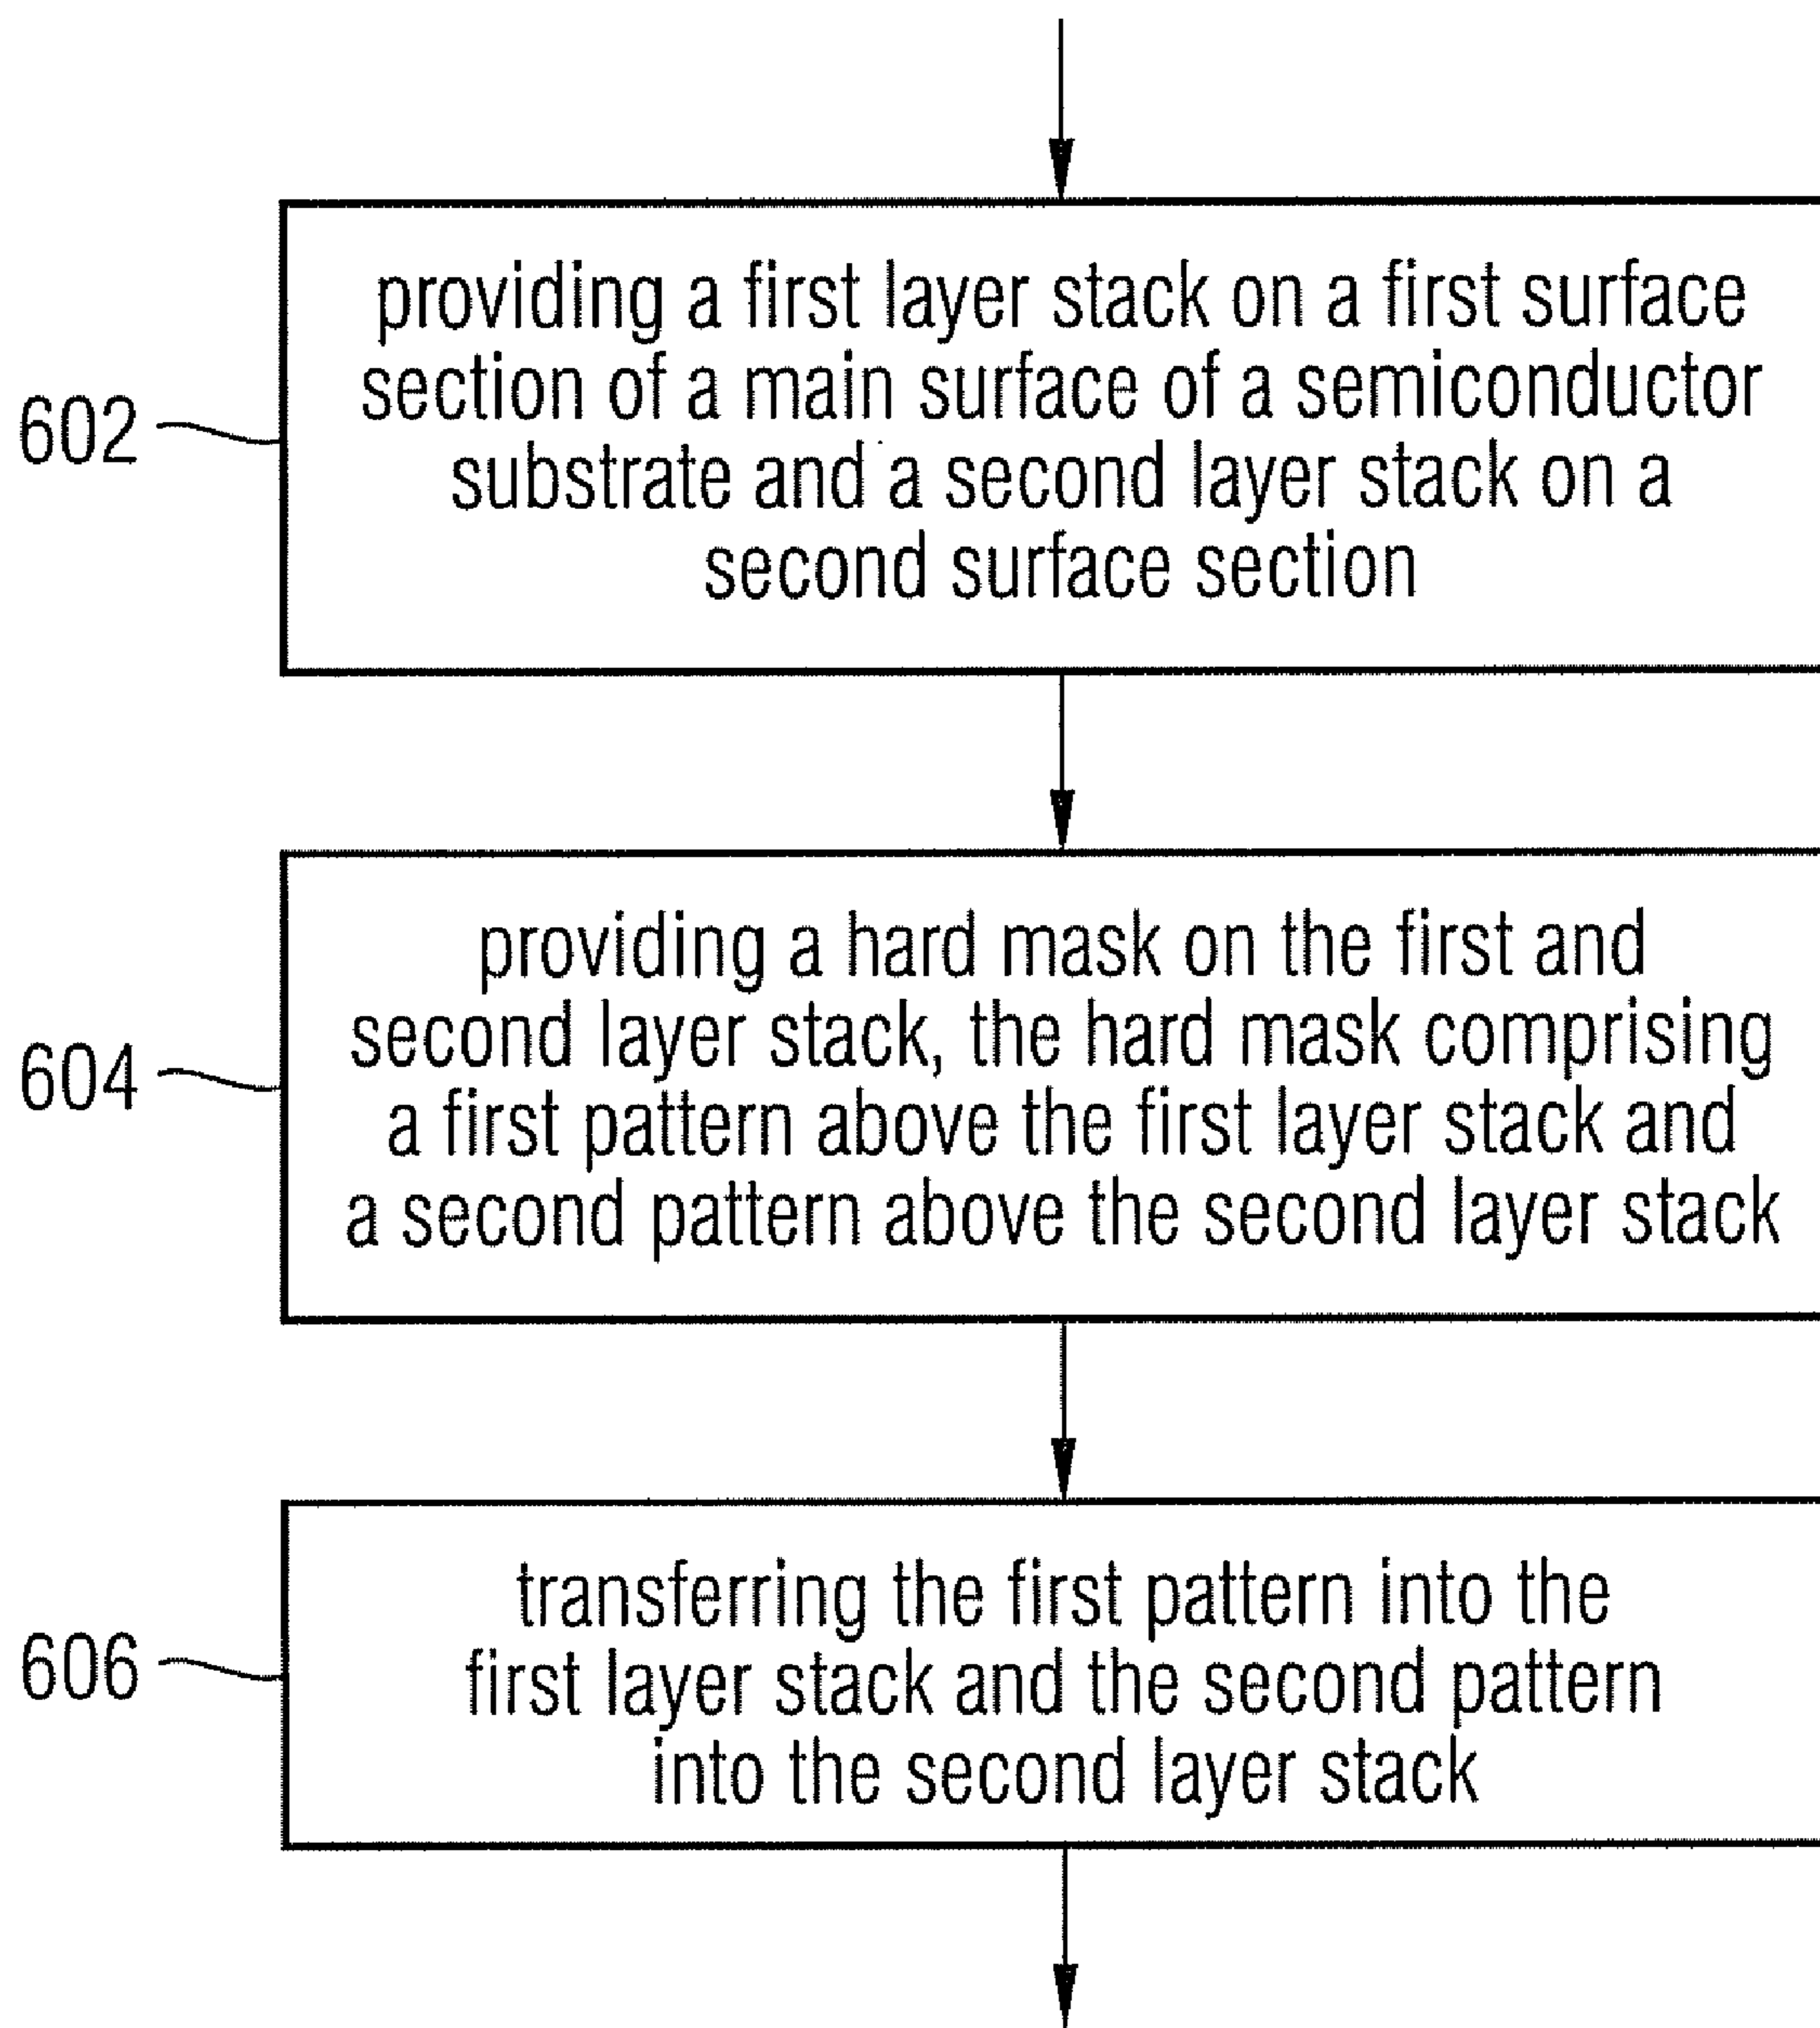 providing a first layer stack on a first surface
section of a main surface of a semiconductor
602
substrate and a second layer stack on a
second surface section
providing a hard mask on the first and
second layer stack, the hard mask comprising
604
a first pattern above the first layer stack and
a second pattern above the second layer stack
transferring the first pattern into the
606
first layer stack and the second pattern
into the second layer stack